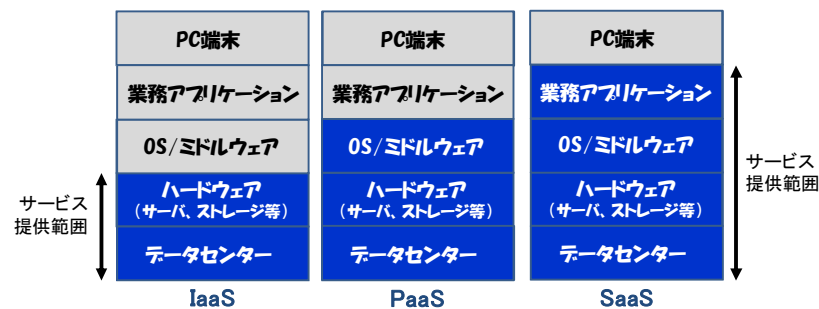 PC端末
業務アプリケーション
OS/ミドルウェア
ハードウェア
(サーバ、ストレージ等)
データセンター
IaaS
サービス
提供範囲
PC端末
業務アプリケーション
OS/ミドルウェア
ハードウェア
(サーバ、ストレージ等)
データセンター
PaaS
PC端末
業務アプリケーション
OS/ミドルウェア
ハードウェア
(サーバ、ストレージ等)
データセンター
SaaS
サービス
提供範囲